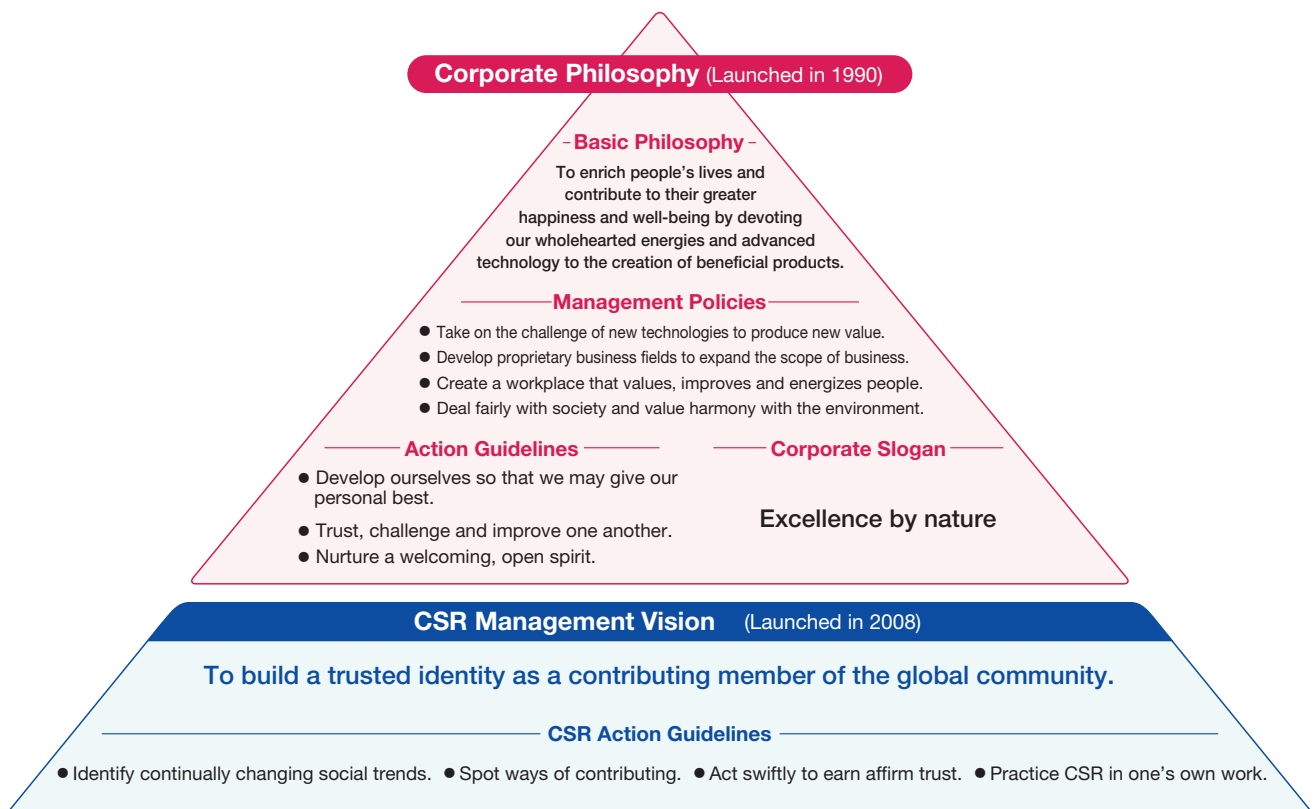 Corporate Philosophy (Launched in 1990)
Basic Philosophy
To enrich people's lives and
contribute to their greater
happiness and well-being by devoting
our wholehearted energies and advanced
technology to the creation of beneficial products.
Management Policies
● Take on the challenge of new technologies to produce new value.
● Develop proprietary business fields to expand the scope of business.
● Create a workplace that values, improves and energizes people.
● Deal fairly with society and value harmony with the environment.
Action Guidelines
● Develop ourselves so that we may give our
personal best.
● Trust, challenge and improve one another.
● Nurture a welcoming, open spirit.
Corporate Slogan
Excellence by nature
CSR Management Vision (Launched in 2008)
To build a trusted identity as a contributing member of the global community.
CSR Action Guidelines
● Identify continually changing social trends. ● Spot ways of contributing. ● Act swiftly to earn affirm trust. ● Practice CSR in one's own work.